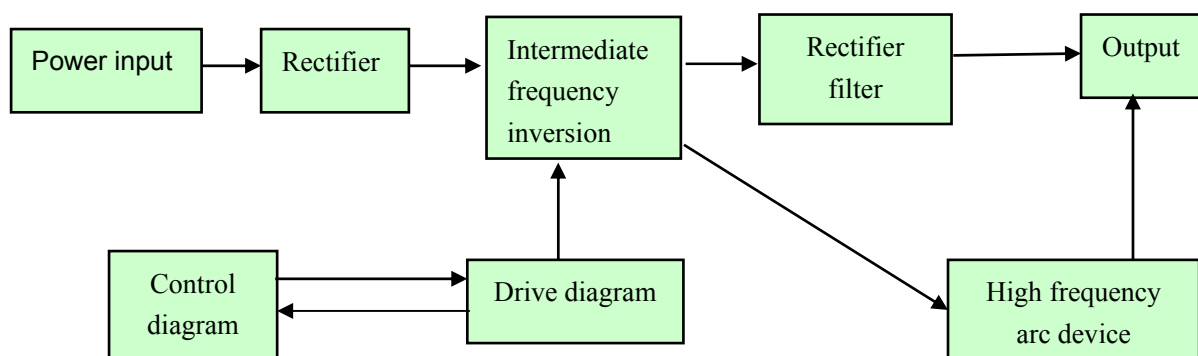 Power input
Rectifier
Intermediate
frequency
inversion
Rectifier
filter
Output
Control
diagram
Drive diagram
High frequency
arc device